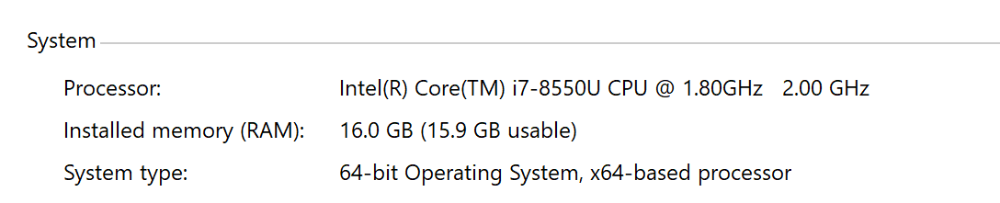 System
Processor: Intel(R) Core(TM) i7-8550U CPU @ 1.80GHz 2.00 GHz
Installed memory (RAM): 16.0 GB (15.9 GB usable)
System type: 64-bit Operating System, x64-based processor